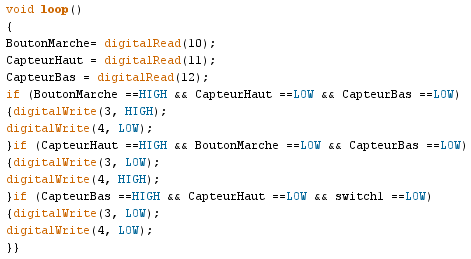 void loop()
{
BoutonMarche= digitalRead(10);
CapteurHaut = digitalRead(11);
CapteurBas = digitalRead(12);
if (BoutonMarche ==HIGH && CapteurHaut ==LOW && CapteurBas ==LOW)
{digitalWrite(3, HIGH);
digitalWrite(4, LOW);
}if (CapteurHaut ==HIGH && BoutonMarche ==LOW && CapteurBas ==LOW)
{digitalWrite(3, LOW);
digitalWrite(4, HIGH);
}if (CapteurBas ==HIGH && CapteurHaut ==LOW && switch1 ==LOW)
{digitalWrite(3, LOW);
digitalWrite(4, LOW);
}}